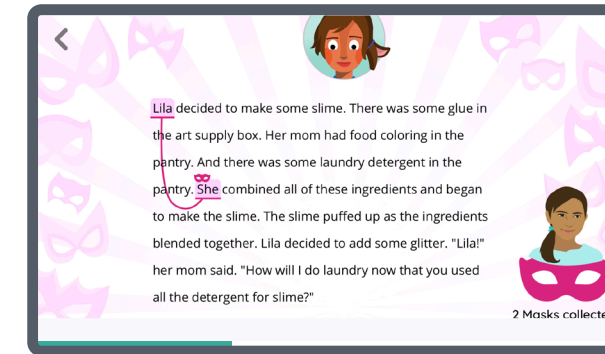 Lila decided to make some slime. There was some glue in
the art supply box. Her mom had food coloring in the
pantry. And there was some laundry detergent in the
pantry. She combined all of these ingredients and began
to make the slime. The slime puffed up as the ingredients
blended together. Lila decided to add some glitter. "Lila!"
her mom said. "How will I do laundry now that you used
all the detergent for slime?"
2 Masks collecte